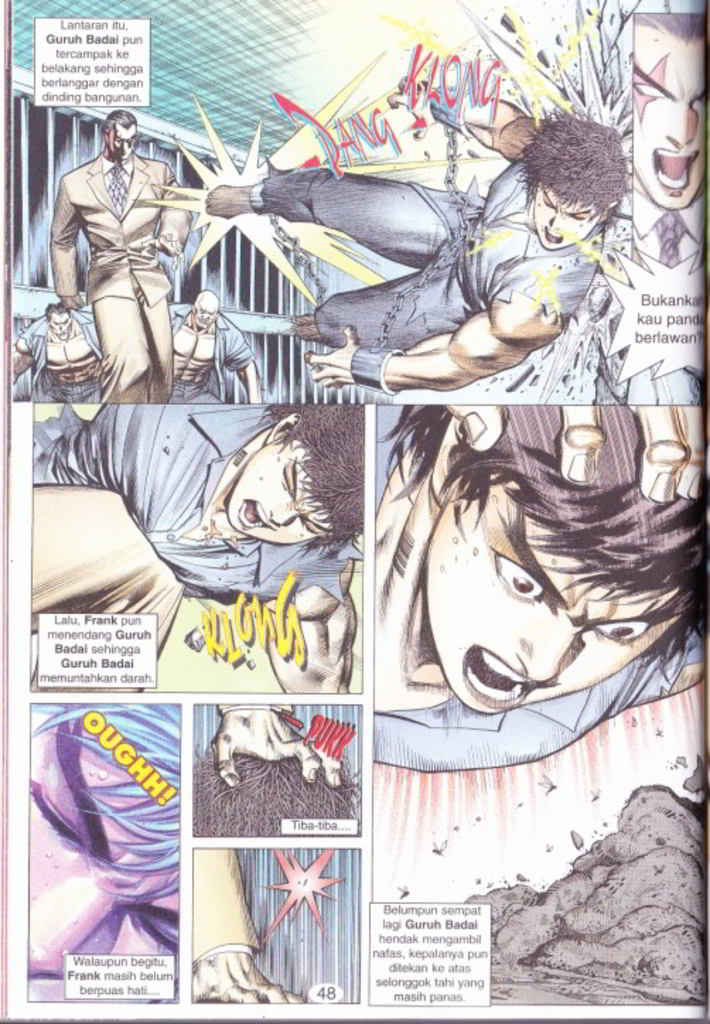 Lantaran itu,
Guruh Badai pun
tercampak ke
belakang sehingga
berlanggar dengan
dinding bangunan.
DANG KLONG
Bukankah
kau panda
berlawan?
Lalu, Frank pun
menendang Guruh
Badai sehingga
Guruh Badai
memuntahkan darah.
KLONG
OUGHH!
Walaupun begitu,
Frank masih belum
berpuas hati....
PUKK
Tiba-tiba....
48
Belumpun sempat
lagi Guruh Badai
hendak mengambil
nafas, kepalanya pun
ditekan ke atas
selonggok tahi yang
masih panas.